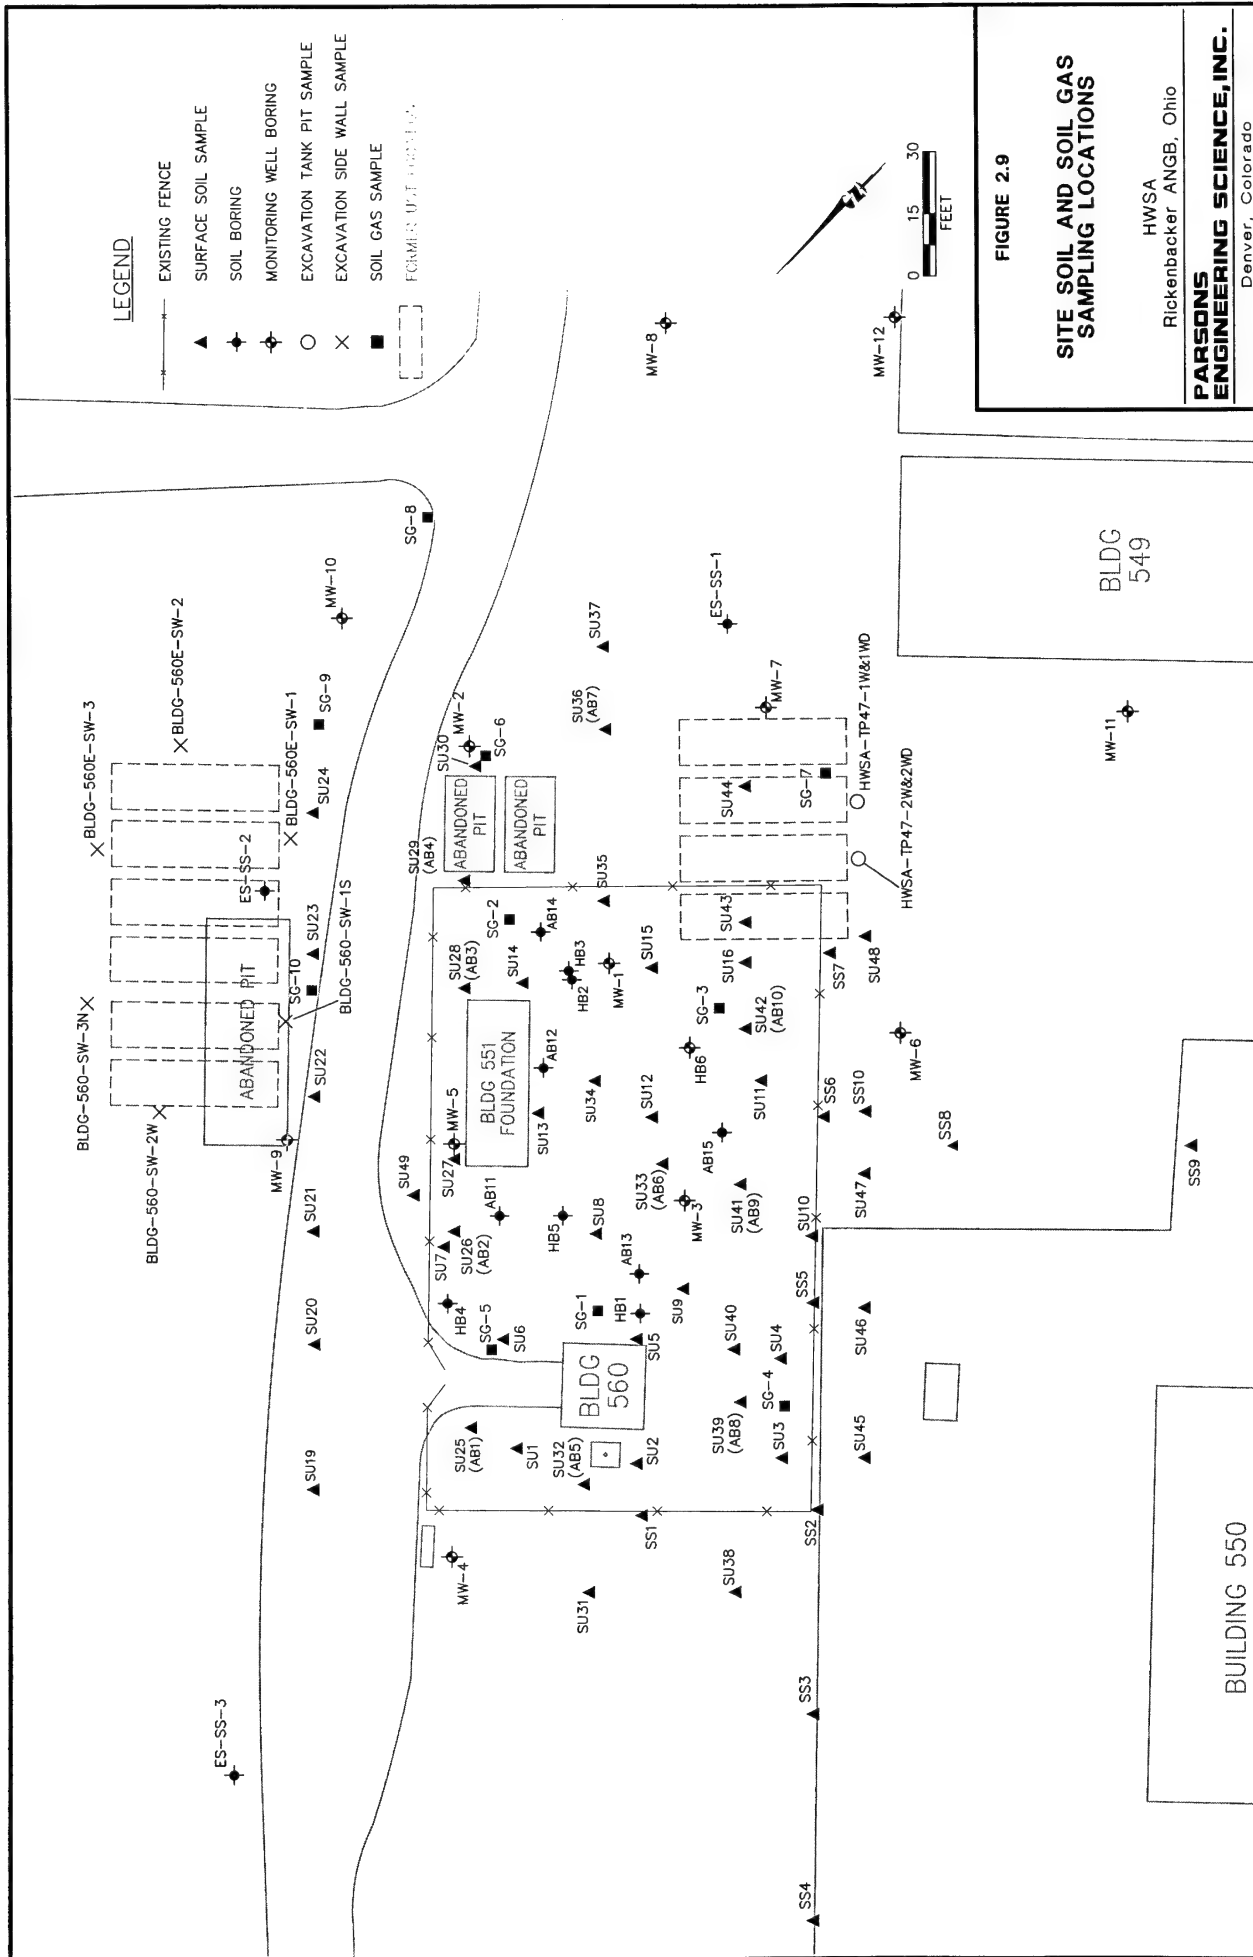 LEGEND
EXISTING FENCE
SURFACE SOIL SAMPLE
SOIL BORING
MONITORING WELL BORING
EXCAVATION TANK PIT SAMPLE
EXCAVATION SIDE WALL SAMPLE
SOIL GAS SAMPLE
FORMER UST
ES-SS-3
BLDG-560-SW-3N
BLDG-560-SW-2W
BLDG-560E-SW-3
BLDG-560E-SW-2
BLDG-560E-SW-1
ES-SS-2
ABANDONED PIT
BLDG-560-SW-1S
MW-9
MW-10
SG-8
SG-9
SG-10
SU19
SU20
SU21
SU22
SU23
SU24
SU49
MW-4
SU25
(AB1)
SU1
SU32
(AB5)
SU2
BLDG
560
SG-5
SU6
HB4
SU7
SU26
(AB2)
SU27
MW-5
AB11
BLDG 551
FOUNDATION
SU28
(AB3)
SU14
SG-2
SU29
(AB4)
ABANDONED
PIT
ABANDONED
PIT
SU30
MW-2
SG-6
SU13
AB12
AB14
HB2
HB3
MW-1
SU35
SU36
(AB7)
SU37
MW-8
SG-1
HB1
SU5
AB13
HB5
SU8
SU34
SU12
SU15
SU9
SU33
(AB6)
MW-3
AB15
HB6
SG-3
SU16
SU43
SU44
SG-7
MW-7
ES-SS-1
SS1
SU31
SU38
SU39
(AB8)
SU40
SU3
SG-4
SU4
SU41
(AB9)
SU11
SU42
(AB10)
SS2
SS3
SS4
SS5
SU10
SS6
SS7
SU45
SU46
SU47
SS10
SU48
MW-6
SS8
SS9
HWSA-TP47-2W&2WD
HWSA-TP47-1W&1WD
MW-11
MW-12
BLDG
549
BUILDING 550
0 15 30
FEET
FIGURE 2.9
SITE SOIL AND SOIL GAS
SAMPLING LOCATIONS
HWSA
Rickenbacker ANGB, Ohio
PARSONS
ENGINEERING SCIENCE, INC.
Denver, Colorado